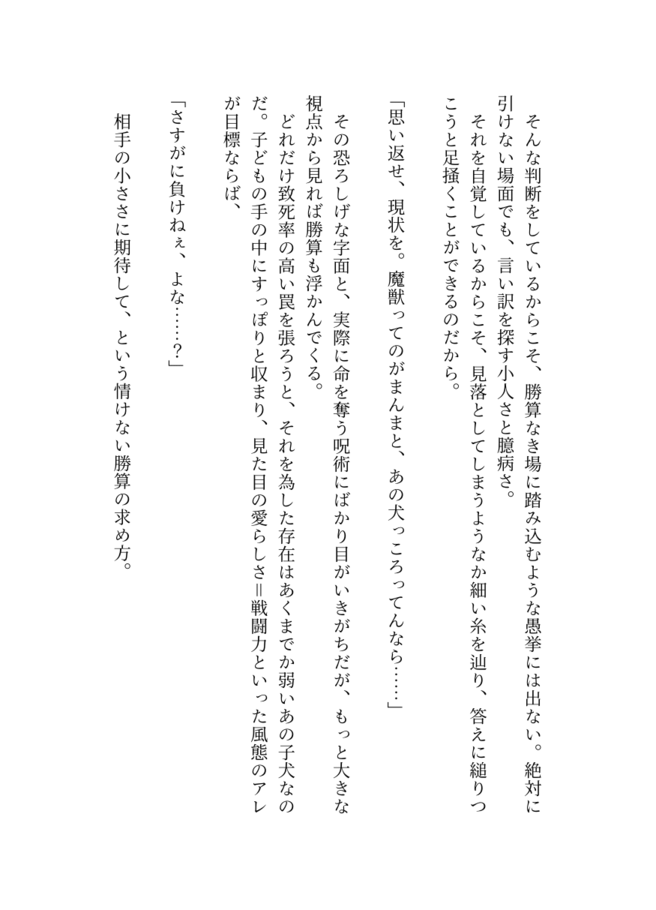 そんな判断をしているからこそ、勝算なき場に踏み込むような愚挙には出ない。絶対に
引けない場面でも、言い訳を探す小人さと臆病さ。
それを自覚しているからこそ、見落としてしまうようなか細い糸を辿り、答えに縋りつ
こうと足掻くことができるのだから。
「思い返せ、現状を。魔獣ってのがまんまと、あの犬っころってんなら……」
その恐ろしげな字面と、実際に命を奪う呪術にばかり目がいきがちだが、もっと大きな
視点から見れば勝算も浮かんでくる。
どれだけ致死率の高い罠を張ろうと、それを為した存在はあくまでか弱いあの子犬なの
だ。子どもの手の中にすっぽりと収まり、見た目の愛らしさ＝戦闘力といった風態のアレ
が目標ならば、
「さすがに負けねぇ、よな……？」
相手の小ささに期待して、という情けない勝算の求め方。